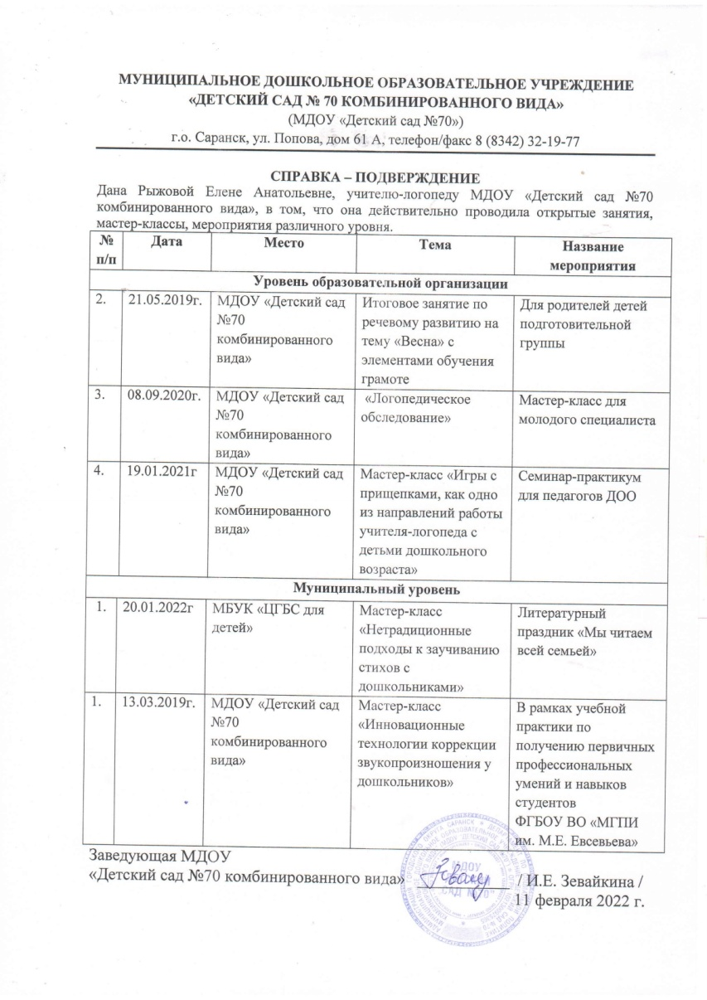 МУНИЦИПАЛЬНОЕ ДОШКОЛЬНОЕ ОБРАЗОВАТЕЛЬНОЕ УЧРЕЖДЕНИЕ
«ДЕТСКИЙ САД № 70 КОМБИНИРОВАННОГО ВИДА»
(МДОУ «Детский сад №70»)
г.о. Саранск, ул. Попова, дом 61 А, телефон/факс 8 (8342) 32-19-77
СПРАВКА – ПОДВЕРЖДЕНИЕ
Дана Рыжовой Елене Анатольевне, учителю-логопеду МДОУ «Детский сад №70
комбинированного вида», в том, что она действительно проводила открытые занятия,
мастер-классы, мероприятия различного уровня.
№ п/п
Дата
Место
Тема
Название
мероприятия
Уровень образовательной организации
2.
21.05.2019г.
МДОУ «Детский сад
№70
комбинированного
вида»
Итоговое занятие по
речевому развитию на
тему «Весна» с
элементами обучения
грамоте
Для родителей детей
подготовительной
группы
3.
08.09.2020г.
МДОУ «Детский сад
№70
комбинированного
вида»
«Логопедическое
обследование»
Мастер-класс для
молодого специалиста
4.
19.01.2021г
МДОУ «Детский сад
№70
комбинированного
вида»
Мастер-класс «Игры с
прищепками, как одно
из направлений работы
учителя-логопеда с
детьми дошкольного
возраста»
Семинар-практикум
для педагогов ДОО
Муниципальный уровень
1.
20.01.2022г
МБУК «ЦГБС для
детей»
Мастер-класс
«Нетрадиционные
подходы к заучиванию
стихов с
дошкольниками»
Литературный
праздник «Мы читаем
всей семьей»
1.
13.03.2019г.
МДОУ «Детский сад
№70
комбинированного
вида»
Мастер-класс
«Инновационные
технологии коррекции
звукопроизношения у
дошкольников»
В рамках учебной
практики по
получению первичных
профессиональных
умений и навыков
студентов
ФГБОУ ВО «МГПИ
им. М.Е. Евсевьева»
Заведующая МДОУ
«Детский сад №70 комбинированного вида» / И.Е. Зевайкина /
11 февраля 2022 г.
МДОУ
САД №70"